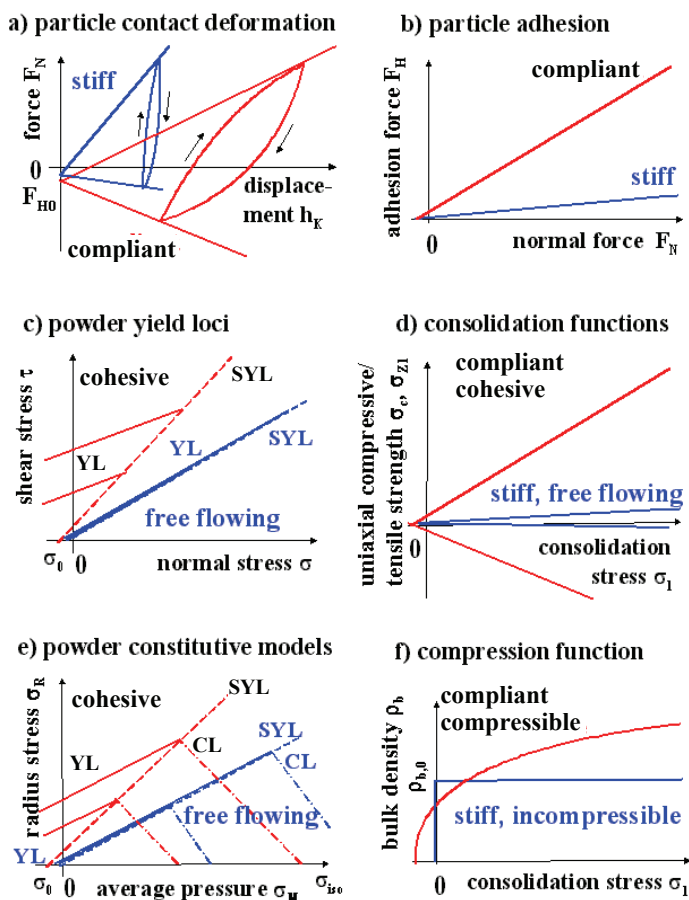 a) particle contact deformation
force F_N
stiff
0
F_H0
displace-
ment h_K
compliant
b) particle adhesion
adhesion force F_H
compliant
stiff
0
normal force F_N
c) powder yield loci
shear stress τ
cohesive
SYL
YL
SYL
YL
free flowing
σ_0 0
normal stress σ
d) consolidation functions
uniaxial compressive/
tensile strength σ_c, σ_Z1
compliant
cohesive
stiff, free flowing
0
consolidation
stress σ_1
e) powder constitutive models
radius stress σ_R
cohesive
SYL
SYL
YL
CL
CL
free flowing
YL
σ_0 0
average pressure σ_M
σ_iso
f) compression function
bulk density ρ_b
ρ_b,0
compliant
compressible
stiff, incompressible
0
consolidation stress σ_1